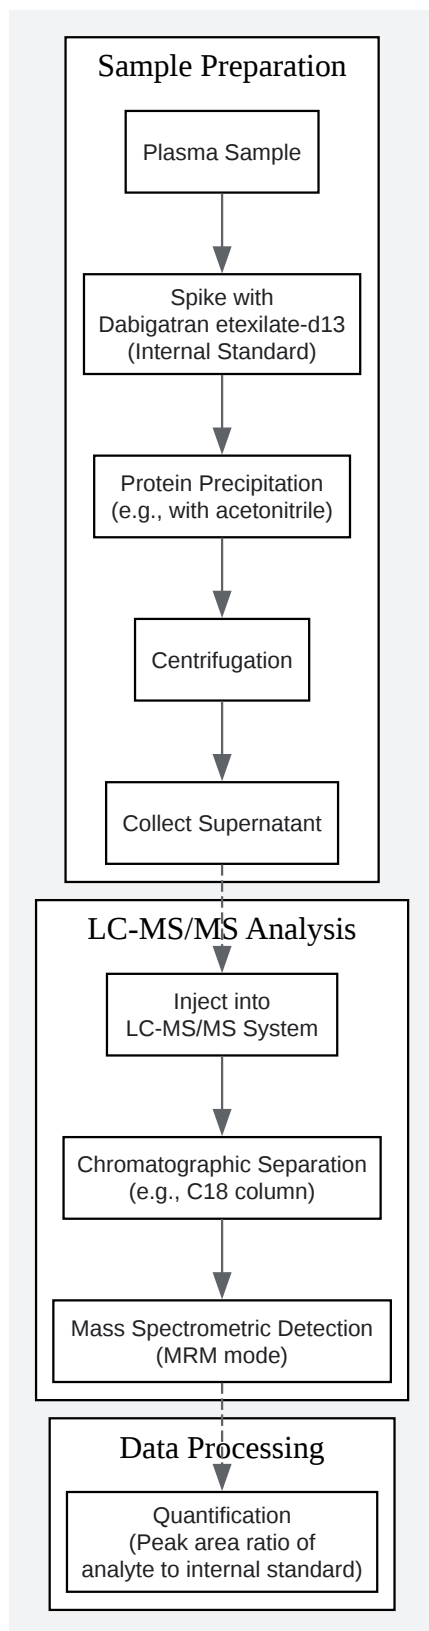 Sample Preparation
Plasma Sample
Spike with
Dabigatran etexilate-d13
(Internal Standard)
Protein Precipitation
(e.g., with acetonitrile)
Centrifugation
Collect Supernatant
LC-MS/MS Analysis
Inject into
LC-MS/MS System
Chromatographic Separation
(e.g., C18 column)
Mass Spectrometric Detection
(MRM mode)
Data Processing
Quantification
(Peak area ratio of
analyte to internal standard)